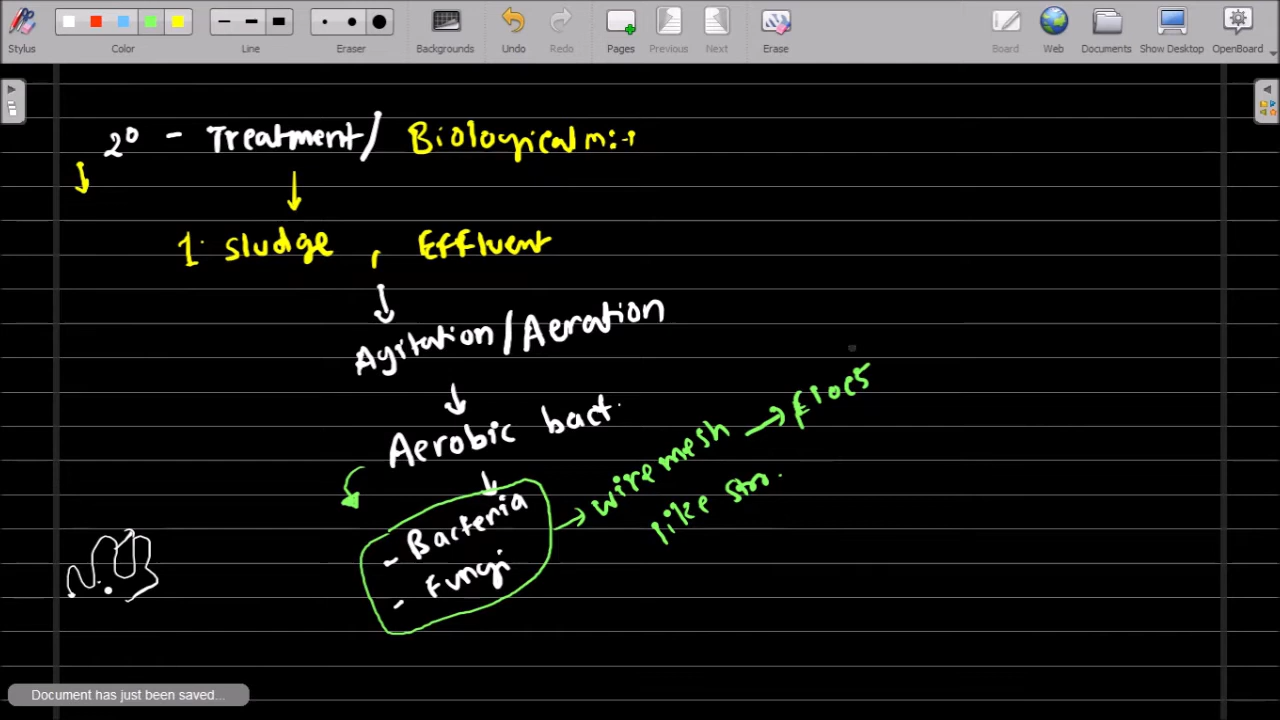 Stylus Color Line Eraser Backgrounds Undo Redo Pages Previous Next Erase Board Web Documents Show Desktop OpenBoard
2° - Treatment / Biological m:-
1° sludge , Effluent
Agitation / Aeration
Aerobic bact.
- Bacteria
- Fungi
wire mesh → flocs
like stro.
N.B
Document has just been saved...